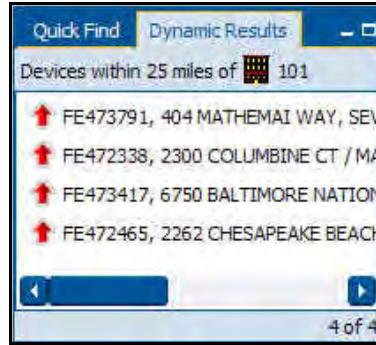 Quick Find Dynamic Results
Devices within 25 miles of 101
FE473791, 404 MATHEMAI WAY, SEV
FE472338, 2300 COLUMBINE CT / MA
FE473417, 6750 BALTIMORE NATION
FE472465, 2262 CHESAPEAKE BEACH
4 of 4